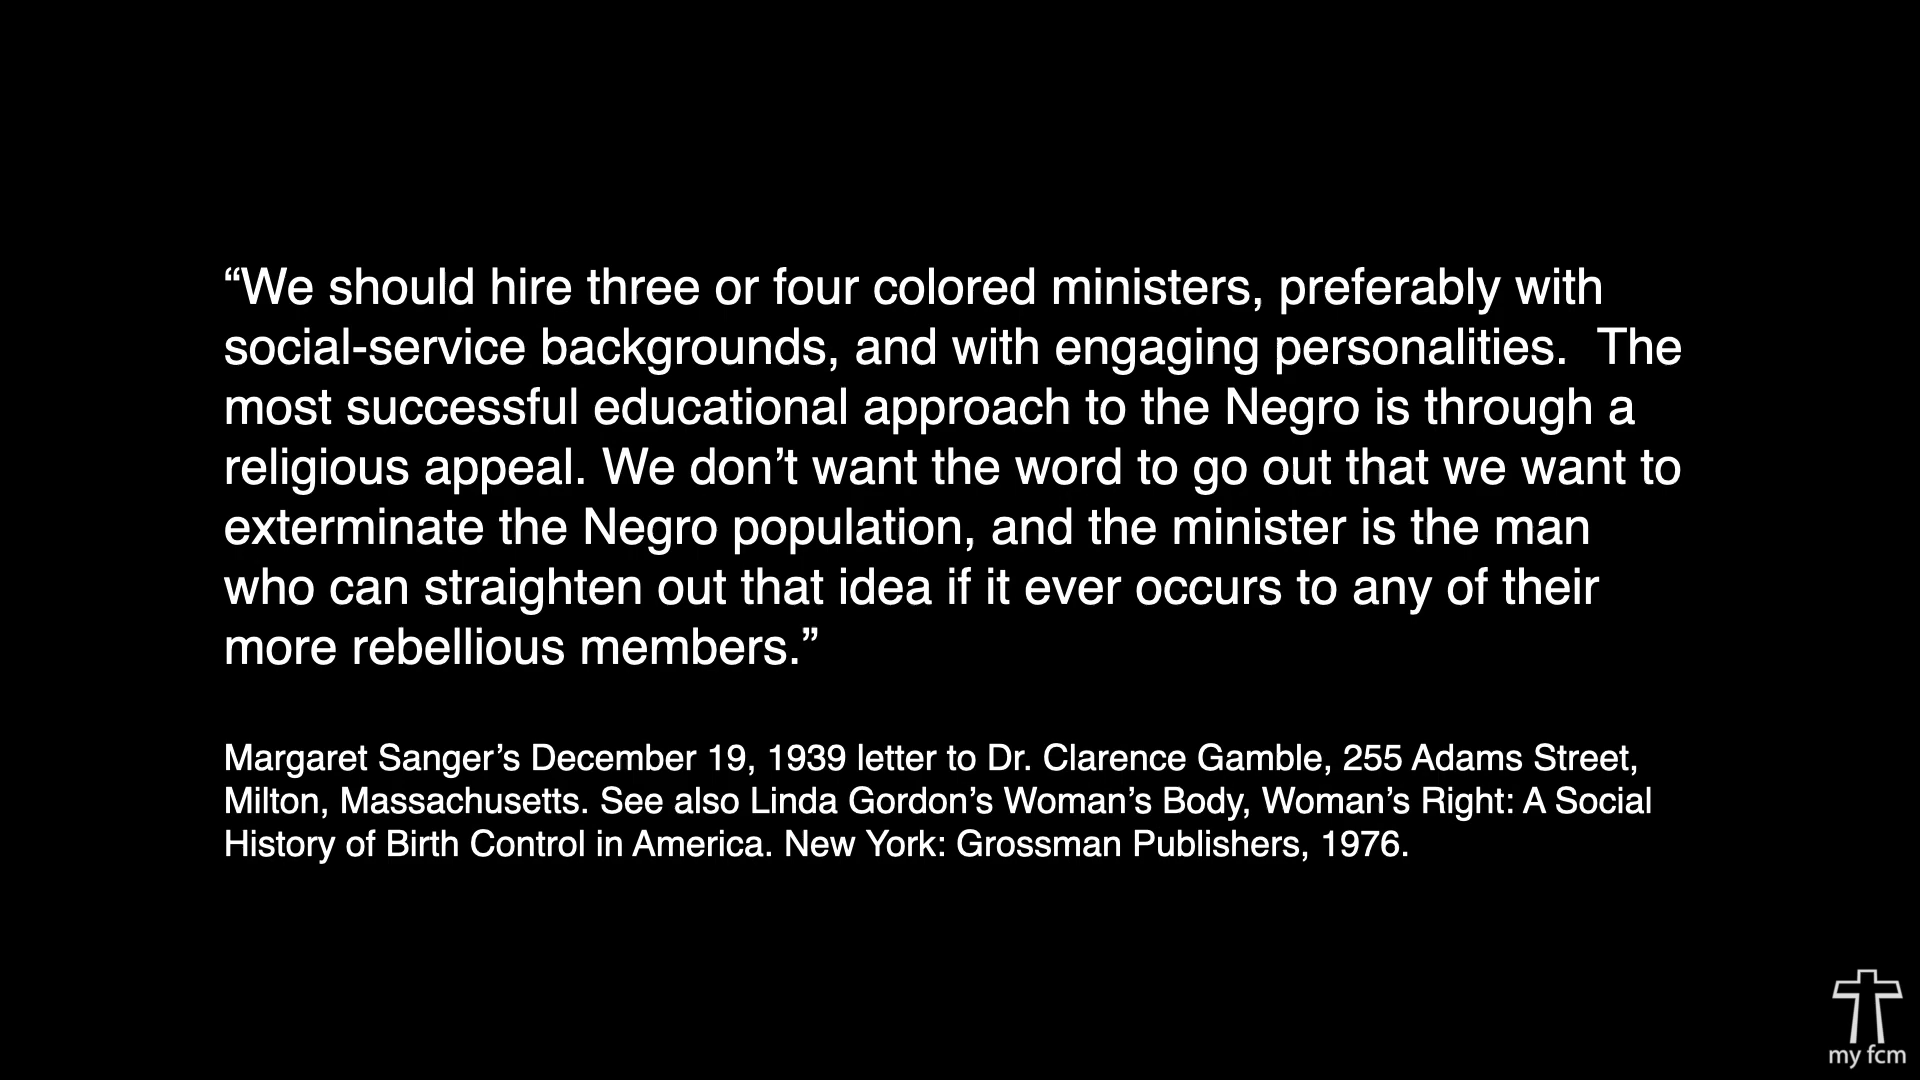 “We should hire three or four colored ministers, preferably with
social-service backgrounds, and with engaging personalities.  The
most successful educational approach to the Negro is through a
religious appeal. We don’t want the word to go out that we want to
exterminate the Negro population, and the minister is the man
who can straighten out that idea if it ever occurs to any of their
more rebellious members.”
Margaret Sanger’s December 19, 1939 letter to Dr. Clarence Gamble, 255 Adams Street,
Milton, Massachusetts. See also Linda Gordon’s Woman’s Body, Woman’s Right: A Social
History of Birth Control in America. New York: Grossman Publishers, 1976.
my fcm